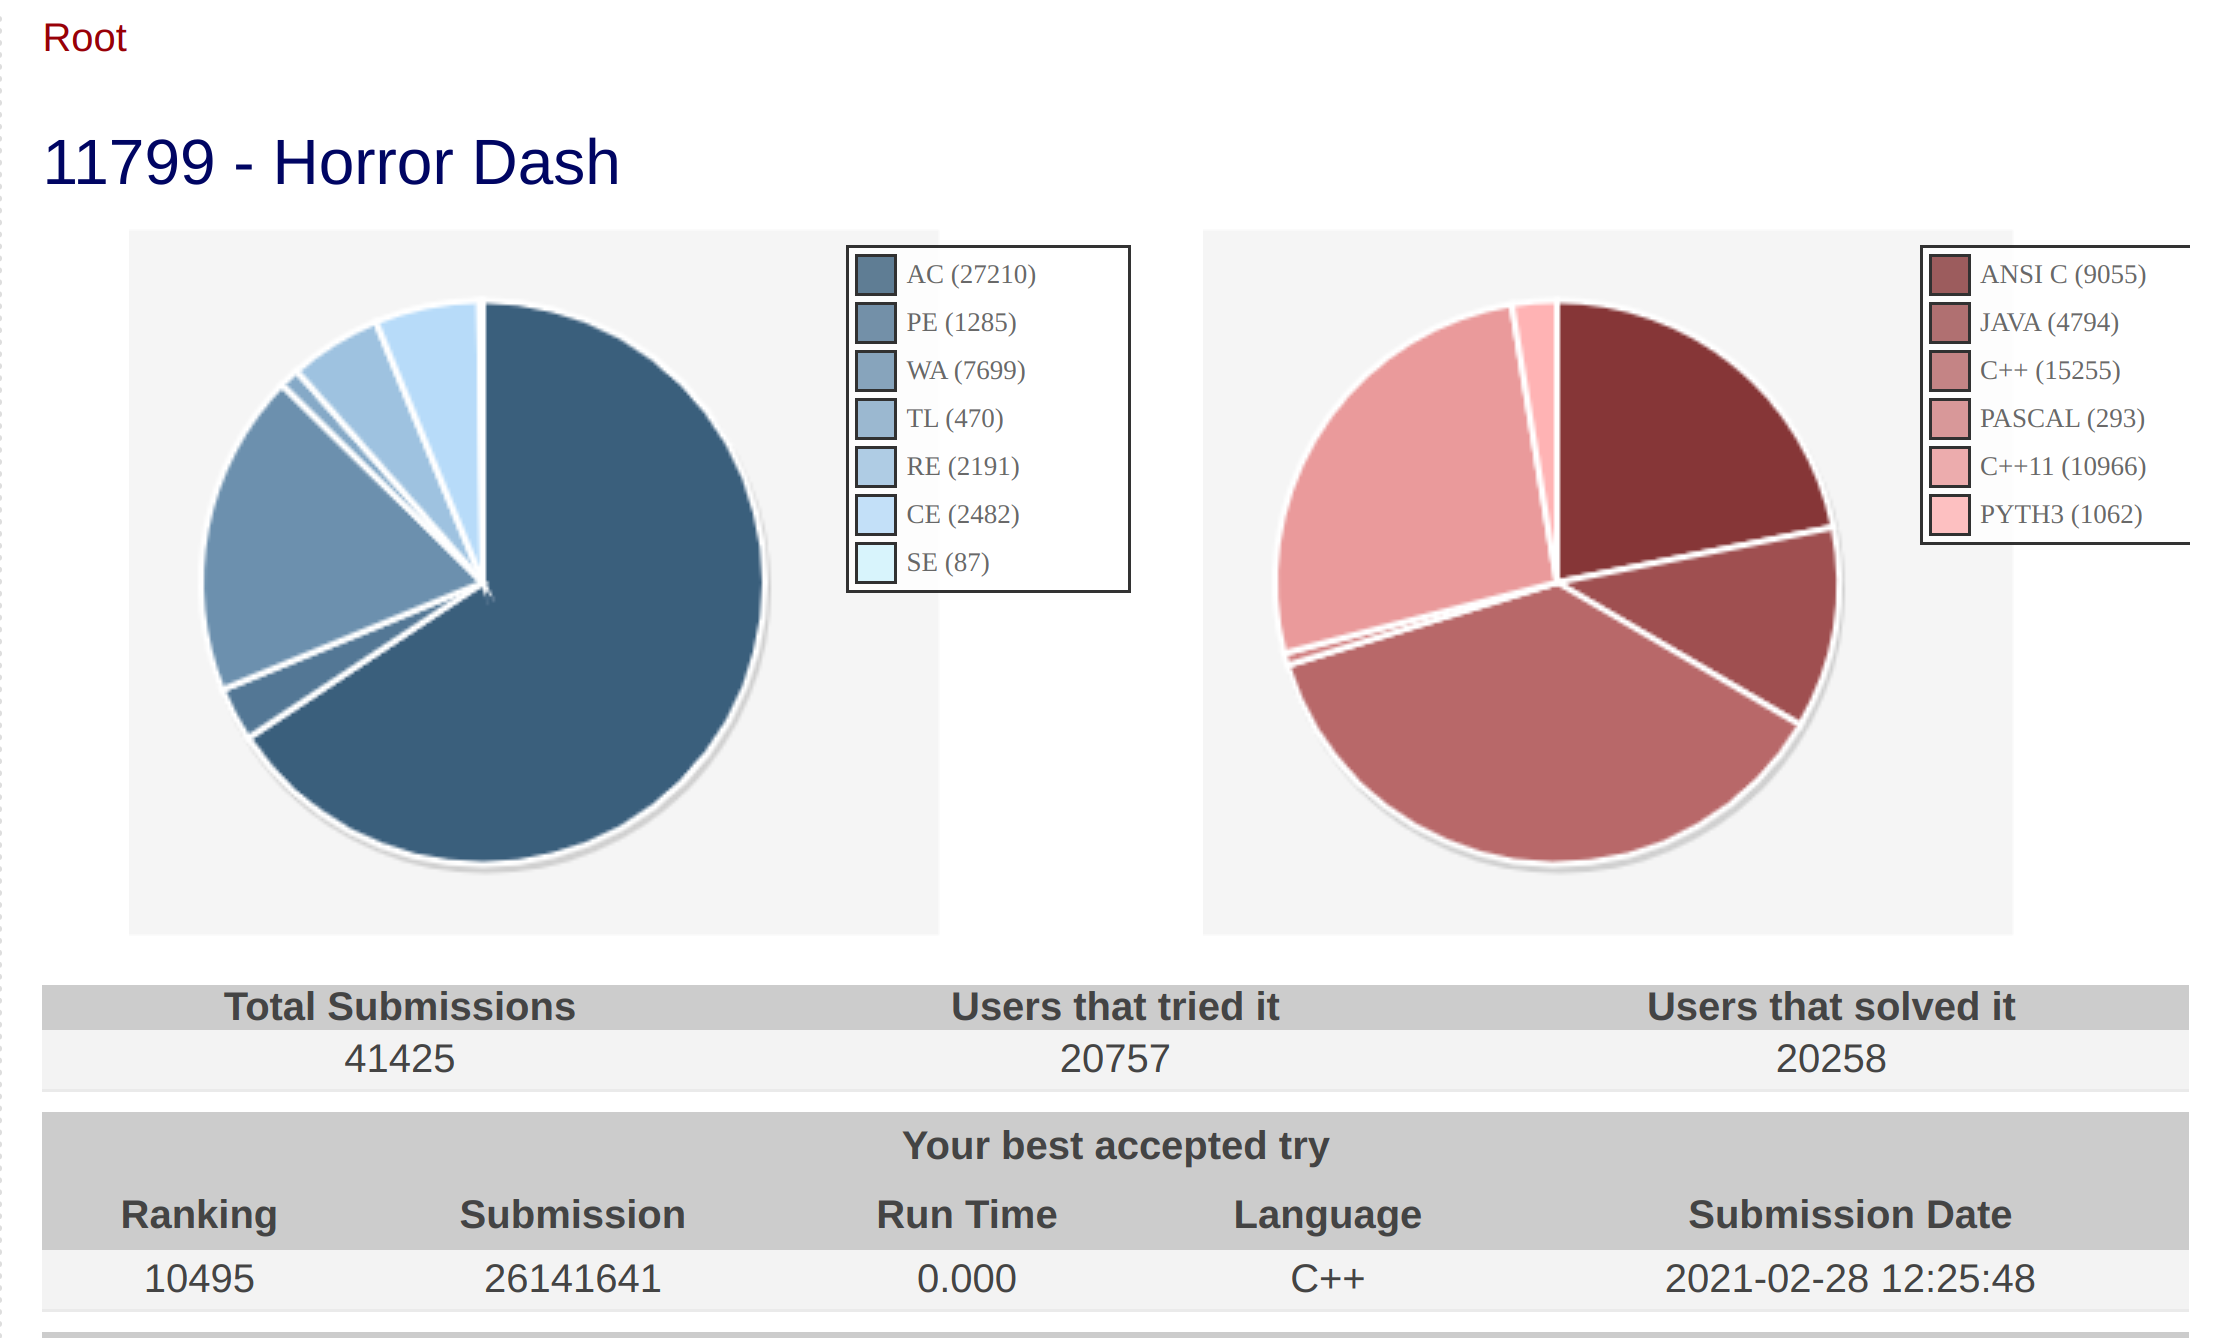 Root
11799 - Horror Dash
AC (27210)
PE (1285)
WA (7699)
TL (470)
RE (2191)
CE (2482)
SE (87)
ANSI C (9055)
JAVA (4794)
C++ (15255)
PASCAL (293)
C++11 (10966)
PYTH3 (1062)
Total Submissions Users that tried it Users that solved it
41425 20757 20258
Your best accepted try
Ranking Submission Run Time Language Submission Date
10495 26141641 0.000 C++ 2021-02-28 12:25:48